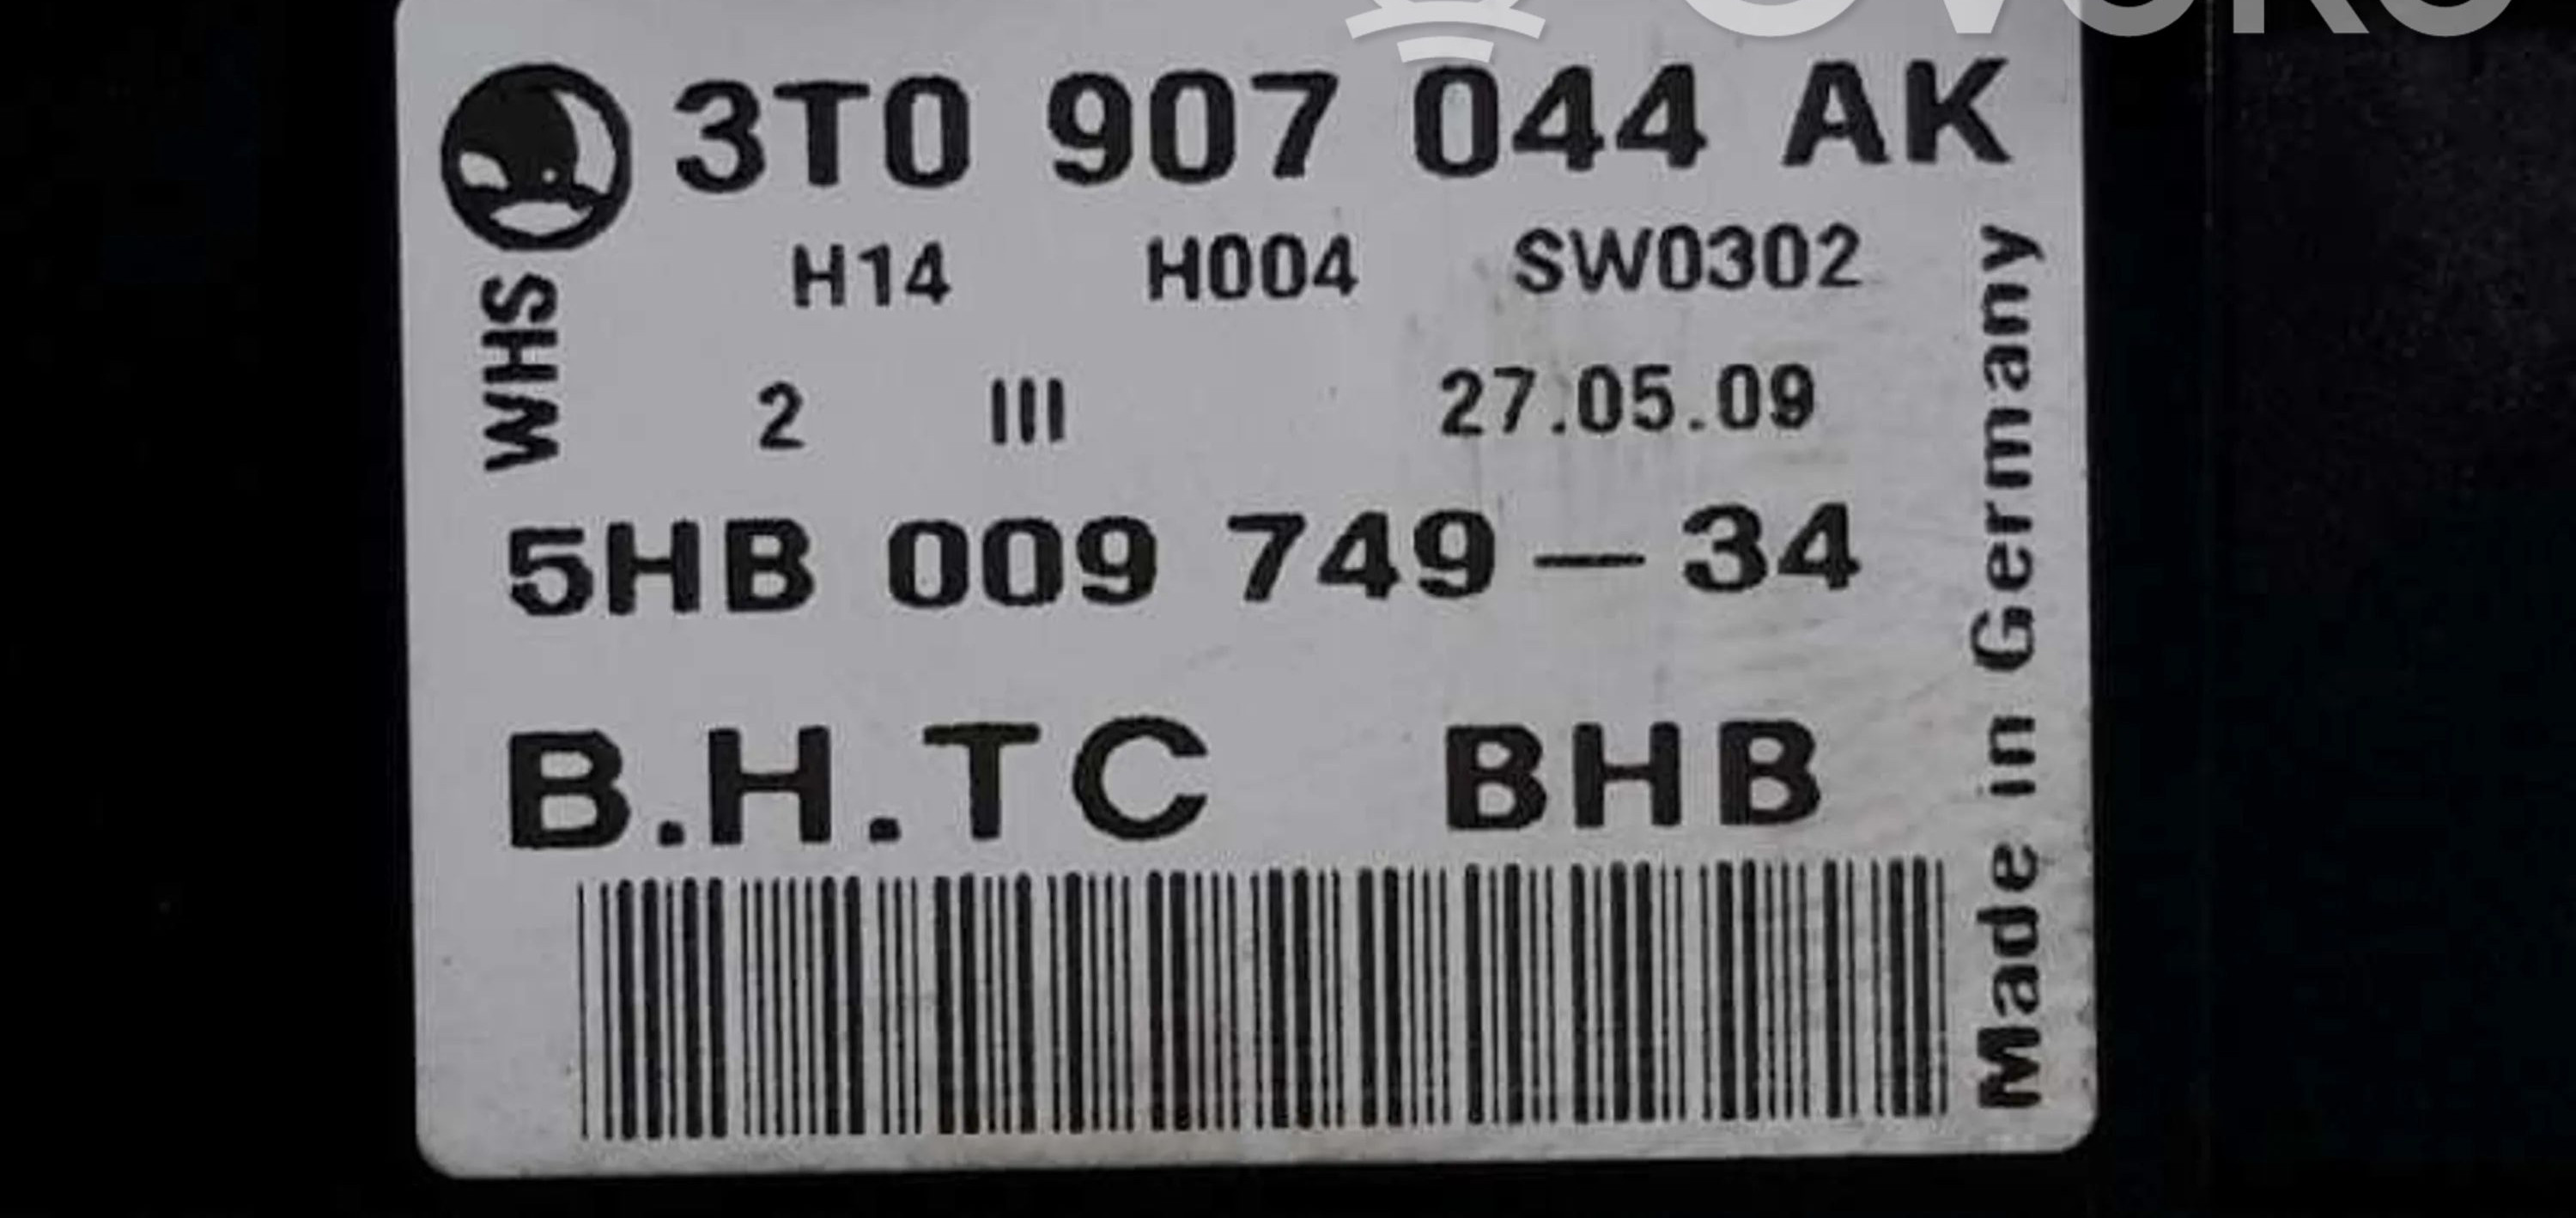 3T0 907 044 AK
H14 H004 SW0302
WHS
2 III 27.05.09
5HB 009 749 — 34
B.H.TC BHB
Made in Germany